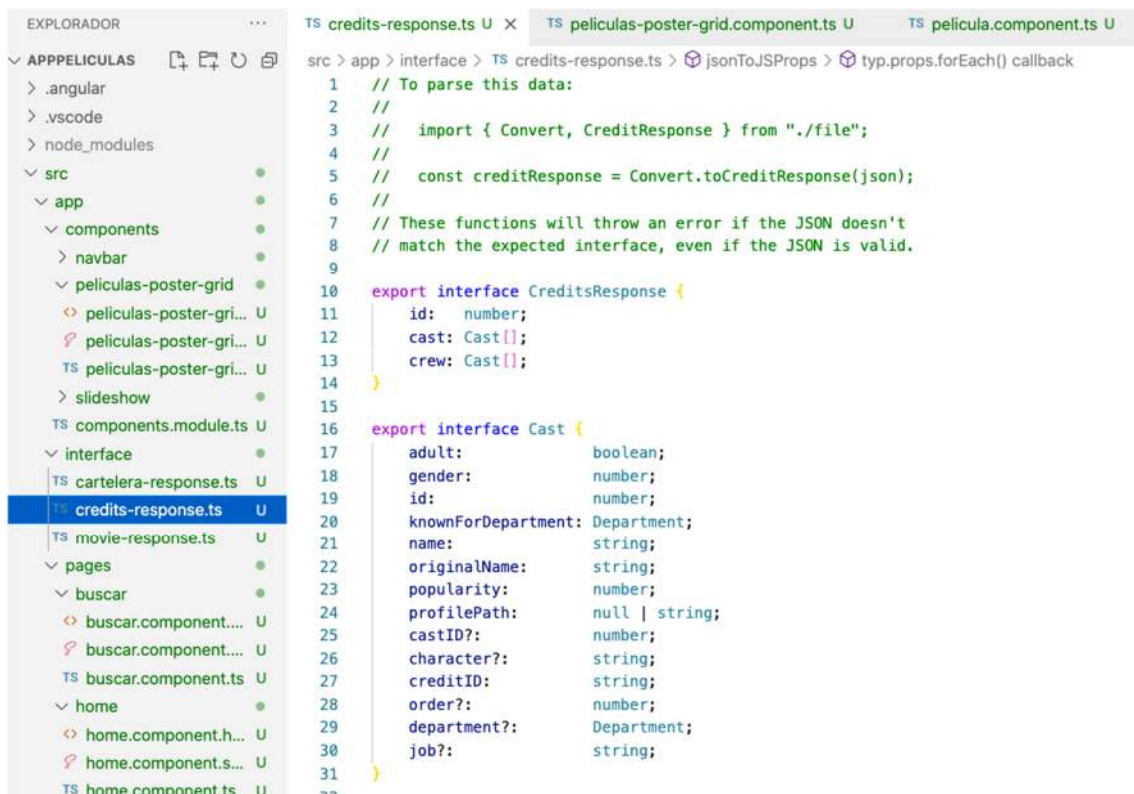 EXPLORADOR ...
APPPELICULAS
.angular
.vscode
node_modules
src
app
components
navbar
peliculas-poster-grid
<> peliculas-poster-gri... U
peliculas-poster-gri... U
TS peliculas-poster-gri... U
slideshow
TS components.module.ts U
interface
TS cartelera-response.ts U
TS credits-response.ts U
TS movie-response.ts U
pages
buscar
<> buscar.component.... U
buscar.component.... U
TS buscar.component.ts U
home
<> home.component.h... U
home.component.s... U
TS home.component.ts U
TS credits-response.ts U × TS peliculas-poster-grid.component.ts U TS pelicula.component.ts U
src > app > interface > TS credits-response.ts > jsonToJSProps > typ.props.forEach() callback
1 // To parse this data:
2 //
3 //   import { Convert, CreditResponse } from "./file";
4 //
5 //   const creditResponse = Convert.toCreditResponse(json);
6 //
7 // These functions will throw an error if the JSON doesn't
8 // match the expected interface, even if the JSON is valid.
9
10 export interface CreditsResponse {
11     id:   number;
12     cast: Cast[];
13     crew: Cast[];
14 }
15
16 export interface Cast {
17     adult:              boolean;
18     gender:             number;
19     id:                 number;
20     knownForDepartment: Department;
21     name:               string;
22     originalName:       string;
23     popularity:         number;
24     profilePath:        null | string;
25     castID?:            number;
26     character?:         string;
27     creditID:           string;
28     order?:             number;
29     department?:        Department;
30     job?:               string;
31 }